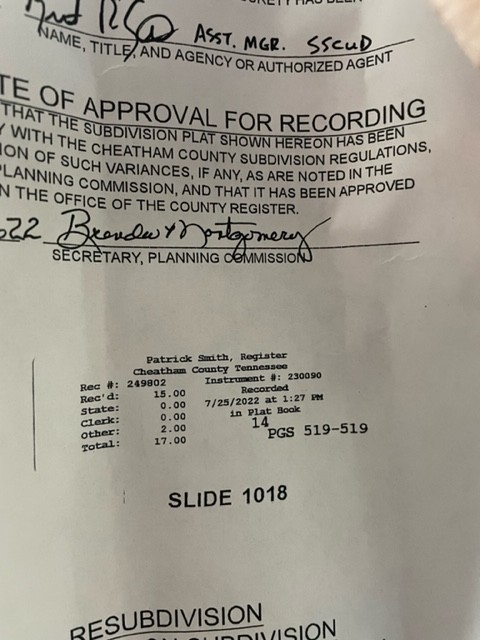 ASST. MGR. SSCUD
NAME, TITLE, AND AGENCY OR AUTHORIZED AGENT
TE OF APPROVAL FOR RECORDING
THAT THE SUBDIVISION PLAT SHOWN HEREON HAS BEEN
Y WITH THE CHEATHAM COUNTY SUBDIVISION REGULATIONS,
ION OF SUCH VARIANCES, IF ANY, AS ARE NOTED IN THE
PLANNING COMMISSION, AND THAT IT HAS BEEN APPROVED
N THE OFFICE OF THE COUNTY REGISTER.
22 Brenda Montgomery
SECRETARY, PLANNING COMMISSION
Patrick Smith, Register
Cheatham County Tennessee
Rec #: 249802 Instrument #: 230090
Rec'd: 15.00 Recorded
State: 0.00 7/25/2022 at 1:27 PM
Clerk: 0.00 in Plat Book
Other: 2.00 14
Total: 17.00 PGS 519-519
SLIDE 1018
RESUBDIVISION
SUBDIVISION